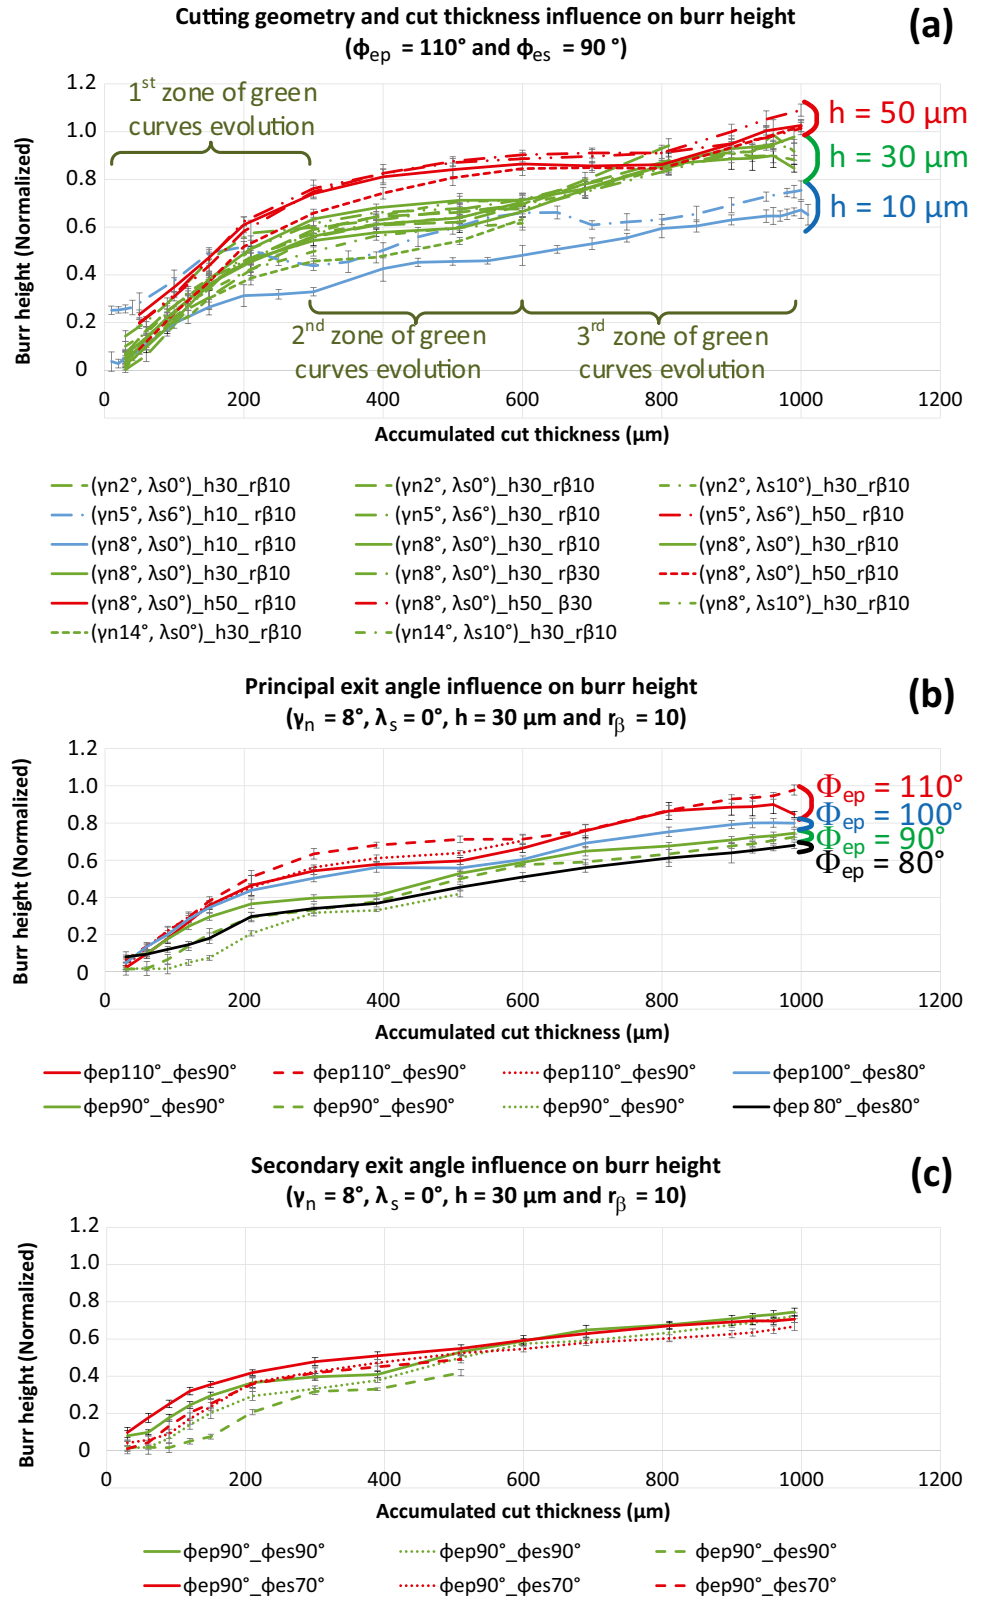 Cutting geometry and cut thickness influence on burr height
(ϕep = 110° and ϕes = 90 °)
(a)
Burr height (Normalized)
1.2
1.0
0.8
0.6
0.4
0.2
0
1st zone of green
curves evolution
2nd zone of green
curves evolution
3rd zone of green
curves evolution
h = 50 µm
h = 30 µm
h = 10 µm
0 200 400 600 800 1000 1200
Accumulated cut thickness (µm)
(γn2°, λs0°)_h30_rβ10 (γn2°, λs0°)_h30_rβ10 (γn2°, λs10°)_h30_rβ10
(γn5°, λs6°)_h10_ rβ10 (γn5°, λs6°)_h30_ rβ10 (γn5°, λs6°)_h50_ rβ10
(γn8°, λs0°)_h10_ rβ10 (γn8°, λs0°)_h30_ rβ10 (γn8°, λs0°)_h30_rβ10
(γn8°, λs0°)_h30_rβ10 (γn8°, λs0°)_h30_ rβ30 (γn8°, λs0°)_h50_rβ10
(γn8°, λs0°)_h50_ rβ10 (γn8°, λs0°)_h50_ β30 (γn8°, λs10°)_h30_rβ10
(γn14°, λs0°)_h30_rβ10 (γn14°, λs10°)_h30_rβ10
Principal exit angle influence on burr height
(γn = 8°, λs = 0°, h = 30 µm and rβ = 10)
(b)
Burr height (Normalized)
1.2
1.0
0.8
0.6
0.4
0.2
0
Φep = 110°
Φep = 100°
Φep = 90°
Φep = 80°
0 200 400 600 800 1000 1200
Accumulated cut thickness (µm)
ϕep110°_ϕes90° ϕep110°_ϕes90° ϕep110°_ϕes90° ϕep100°_ϕes80°
ϕep90°_ϕes90° ϕep90°_ϕes90° ϕep90°_ϕes90° ϕep 80°_ϕes80°
Secondary exit angle influence on burr height
(γn = 8°, λs = 0°, h = 30 µm and rβ = 10)
(c)
Burr height (Normalized)
1.2
1.0
0.8
0.6
0.4
0.2
0
0 200 400 600 800 1000 1200
Accumulated cut thickness (µm)
ϕep90°_ϕes90° ϕep90°_ϕes90° ϕep90°_ϕes90°
ϕep90°_ϕes70° ϕep90°_ϕes70° ϕep90°_ϕes70°